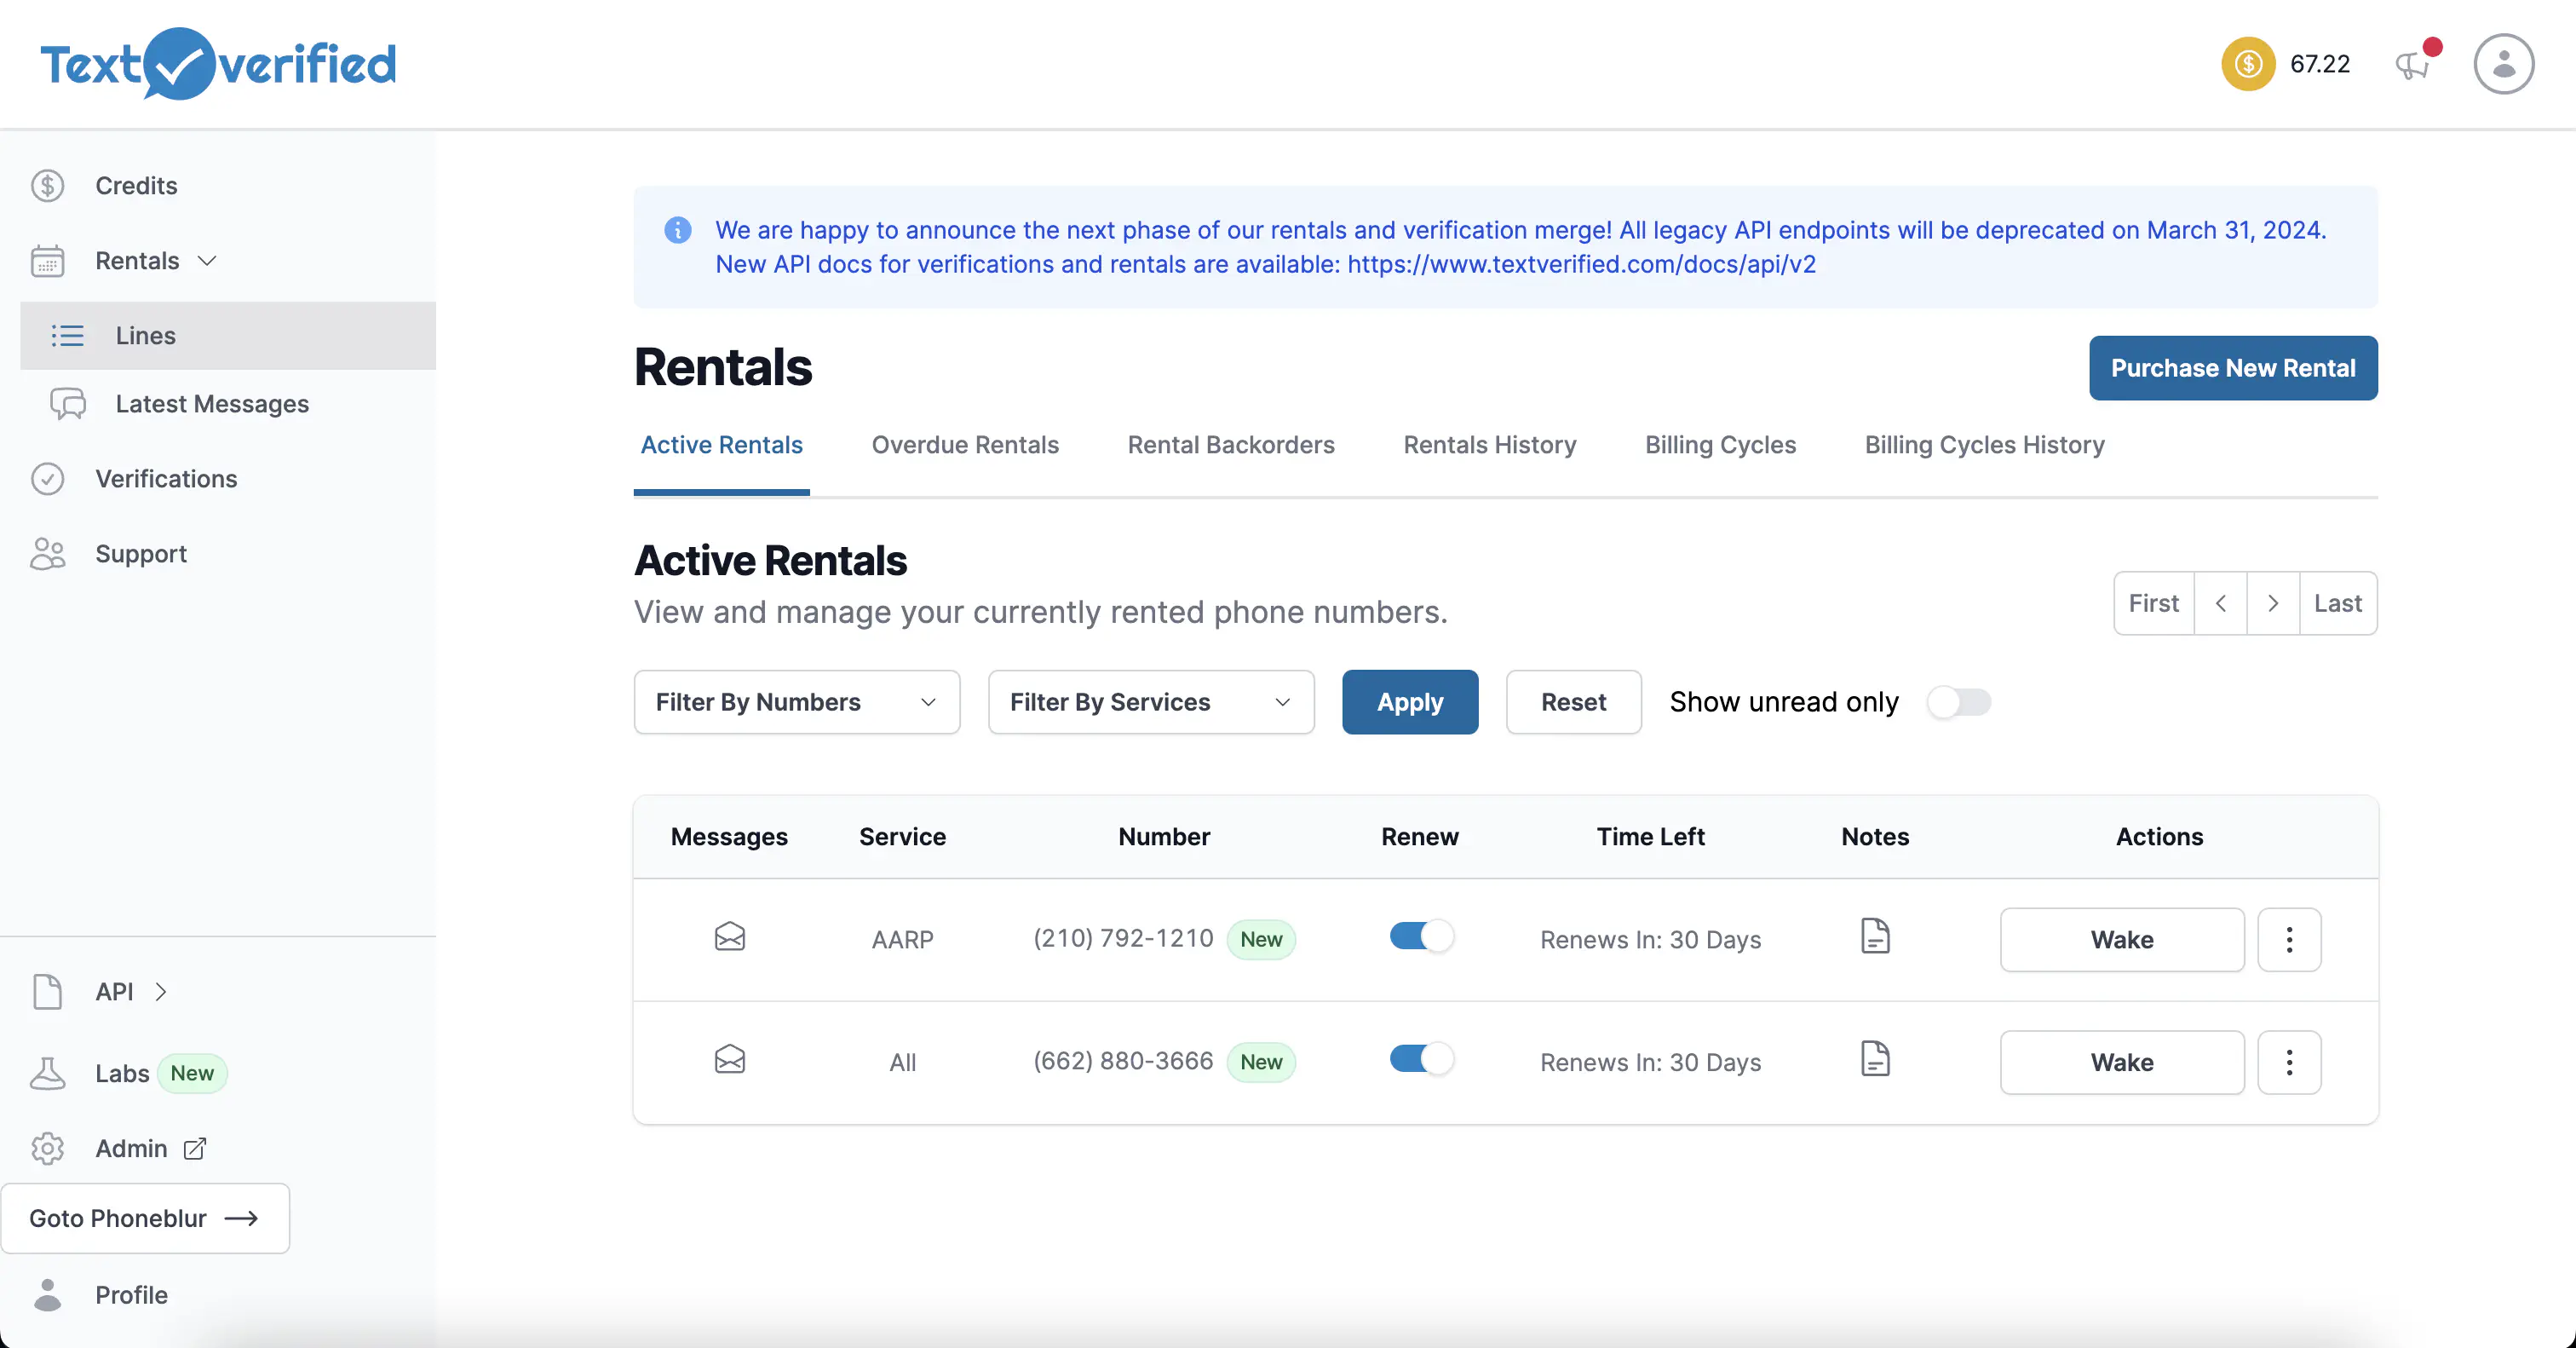 Textverified
67.22
Credits
Rentals
Lines
Latest Messages
Verifications
Support
API
Labs New
Admin
Goto Phoneblur
Profile
We are happy to announce the next phase of our rentals and verification merge! All legacy API endpoints will be deprecated on March 31, 2024.
New API docs for verifications and rentals are available: https://www.textverified.com/docs/api/v2
Rentals
Purchase New Rental
Active Rentals Overdue Rentals Rental Backorders Rentals History Billing Cycles Billing Cycles History
Active Rentals
View and manage your currently rented phone numbers.
First < > Last
Filter By Numbers Filter By Services Apply Reset Show unread only
Messages Service Number Renew Time Left Notes Actions
AARP (210) 792-1210 New Renews In: 30 Days Wake
All (662) 880-3666 New Renews In: 30 Days Wake